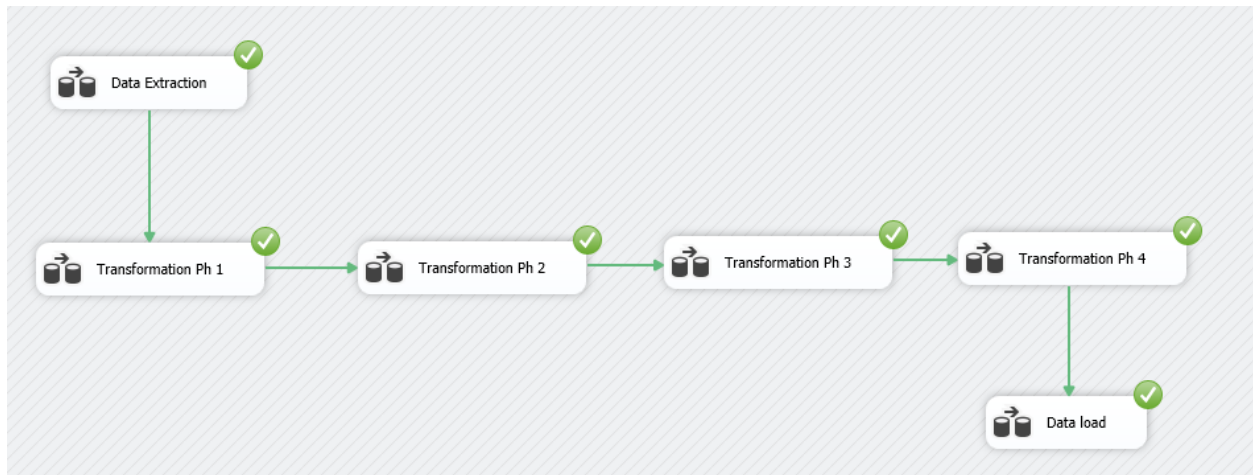 Data Extraction
Transformation Ph 1
Transformation Ph 2
Transformation Ph 3
Transformation Ph 4
Data load